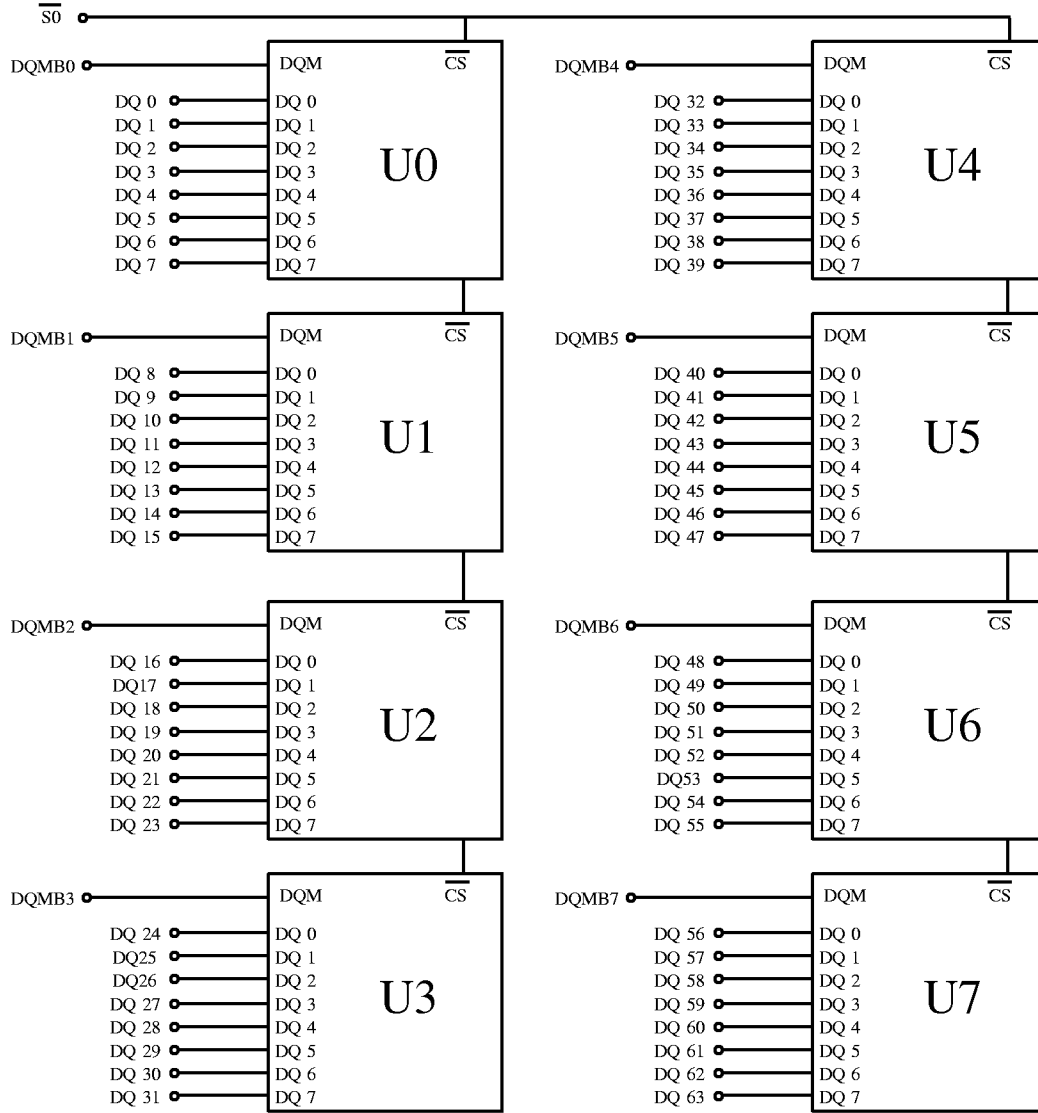 S0
DQMB0 DQM CS
DQ 0 DQ 0
DQ 1 DQ 1
DQ 2 DQ 2
DQ 3 DQ 3
DQ 4 DQ 4
DQ 5 DQ 5
DQ 6 DQ 6
DQ 7 DQ 7
U0
DQMB1 DQM CS
DQ 8 DQ 0
DQ 9 DQ 1
DQ 10 DQ 2
DQ 11 DQ 3
DQ 12 DQ 4
DQ 13 DQ 5
DQ 14 DQ 6
DQ 15 DQ 7
U1
DQMB2 DQM CS
DQ 16 DQ 0
DQ17 DQ 1
DQ 18 DQ 2
DQ 19 DQ 3
DQ 20 DQ 4
DQ 21 DQ 5
DQ 22 DQ 6
DQ 23 DQ 7
U2
DQMB3 DQM CS
DQ 24 DQ 0
DQ25 DQ 1
DQ26 DQ 2
DQ 27 DQ 3
DQ 28 DQ 4
DQ 29 DQ 5
DQ 30 DQ 6
DQ 31 DQ 7
U3
DQMB4 DQM CS
DQ 32 DQ 0
DQ 33 DQ 1
DQ 34 DQ 2
DQ 35 DQ 3
DQ 36 DQ 4
DQ 37 DQ 5
DQ 38 DQ 6
DQ 39 DQ 7
U4
DQMB5 DQM CS
DQ 40 DQ 0
DQ 41 DQ 1
DQ 42 DQ 2
DQ 43 DQ 3
DQ 44 DQ 4
DQ 45 DQ 5
DQ 46 DQ 6
DQ 47 DQ 7
U5
DQMB6 DQM CS
DQ 48 DQ 0
DQ 49 DQ 1
DQ 50 DQ 2
DQ 51 DQ 3
DQ 52 DQ 4
DQ53 DQ 5
DQ 54 DQ 6
DQ 55 DQ 7
U6
DQMB7 DQM CS
DQ 56 DQ 0
DQ 57 DQ 1
DQ 58 DQ 2
DQ 59 DQ 3
DQ 60 DQ 4
DQ 61 DQ 5
DQ 62 DQ 6
DQ 63 DQ 7
U7